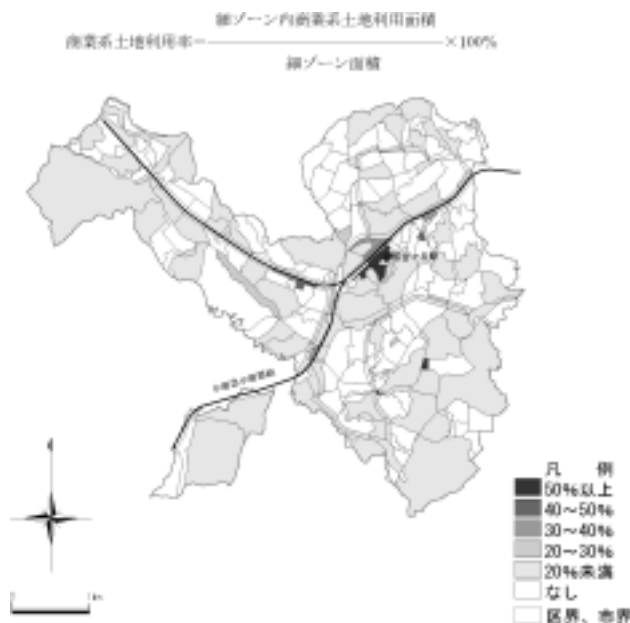 細ゾーン内商業系土地利用面積
商業系土地利用率＝ ×100%
細ゾーン面積
凡 例
50%以上
40〜50%
30〜40%
20〜30%
20%未満
なし
区界、市界